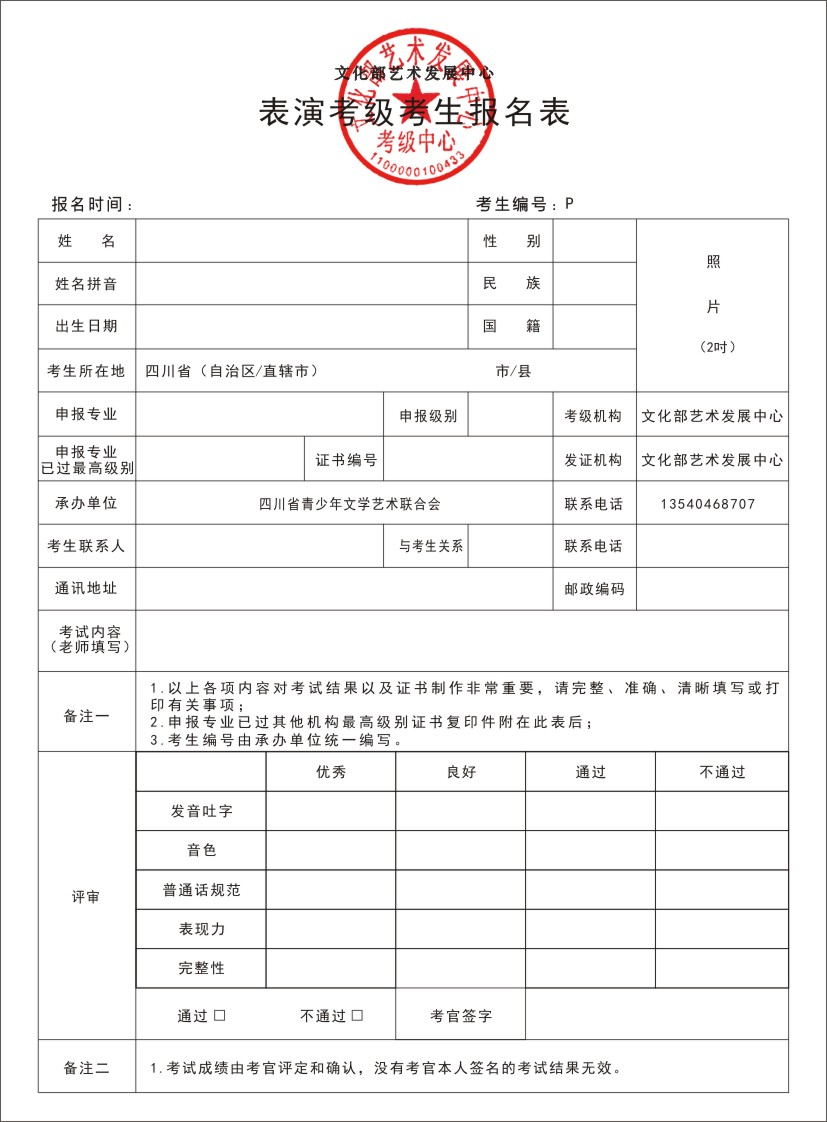 文化部艺术发展中心
文化部艺术发展中心
表演考级考生报名表
考级中心
1100000100433
报名时间： 考生编号：P
姓 名 性 别 照
姓名拼音 民 族 片
出生日期 国 籍 （2吋）
考生所在地 四川省（自治区/直辖市） 市/县
申报专业 申报级别 考级机构 文化部艺术发展中心
申报专业
已过最高级别 证书编号 发证机构 文化部艺术发展中心
承办单位 四川省青少年文学艺术联合会 联系电话 13540468707
考生联系人 与考生关系 联系电话
通讯地址 邮政编码
考试内容
（老师填写）
备注一
1.以上各项内容对考试结果以及证书制作非常重要，请完整、准确、清晰填写或打
印有关事项；
2.申报专业已过其他机构最高级别证书复印件附在此表后；
3.考生编号由承办单位统一编写。
评审
优秀 良好 通过 不通过
发音吐字
音色
普通话规范
表现力
完整性
通过□ 不通过□ 考官签字
备注二 1.考试成绩由考官评定和确认，没有考官本人签名的考试结果无效。